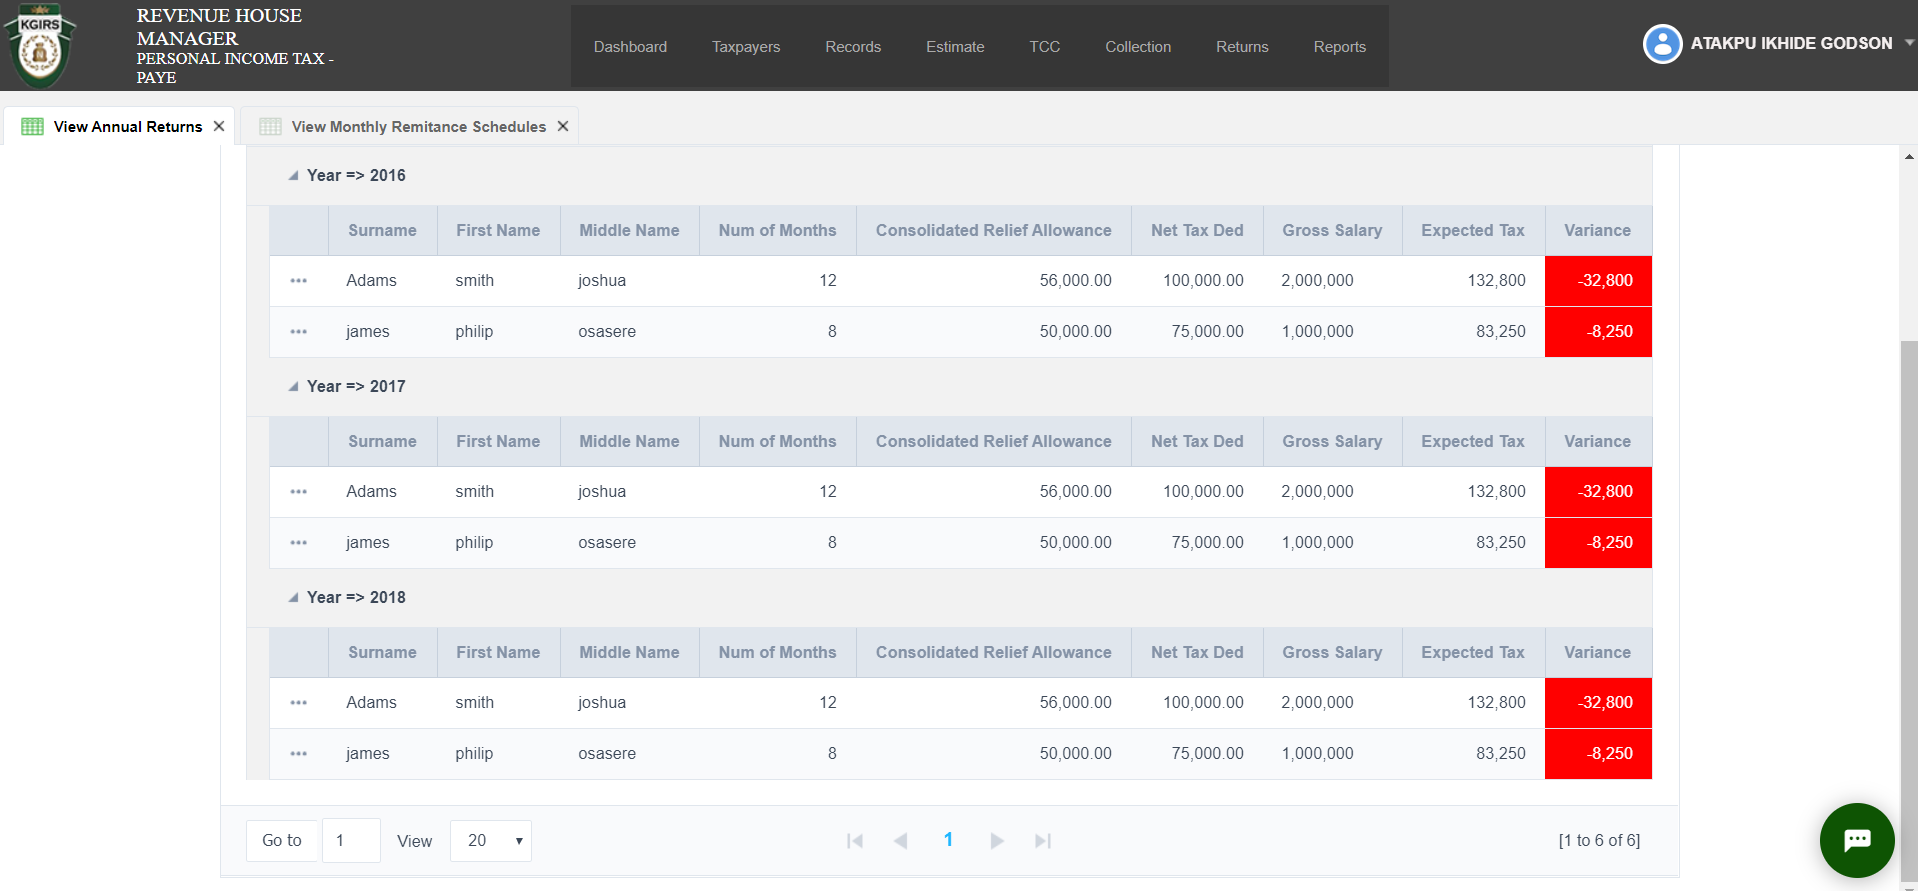 KGIRS
REVENUE HOUSE
MANAGER
PERSONAL INCOME TAX -
PAYE
Dashboard Taxpayers Records Estimate TCC Collection Returns Reports
ATAKPU IKHIDE GODSON
View Annual Returns View Monthly Remitance Schedules
Year => 2016
Surname First Name Middle Name Num of Months Consolidated Relief Allowance Net Tax Ded Gross Salary Expected Tax Variance
Adams smith joshua 12 56,000.00 100,000.00 2,000,000 132,800 -32,800
james philip osasere 8 50,000.00 75,000.00 1,000,000 83,250 -8,250
Year => 2017
Surname First Name Middle Name Num of Months Consolidated Relief Allowance Net Tax Ded Gross Salary Expected Tax Variance
Adams smith joshua 12 56,000.00 100,000.00 2,000,000 132,800 -32,800
james philip osasere 8 50,000.00 75,000.00 1,000,000 83,250 -8,250
Year => 2018
Surname First Name Middle Name Num of Months Consolidated Relief Allowance Net Tax Ded Gross Salary Expected Tax Variance
Adams smith joshua 12 56,000.00 100,000.00 2,000,000 132,800 -32,800
james philip osasere 8 50,000.00 75,000.00 1,000,000 83,250 -8,250
Go to 1 View 20 1 [1 to 6 of 6]